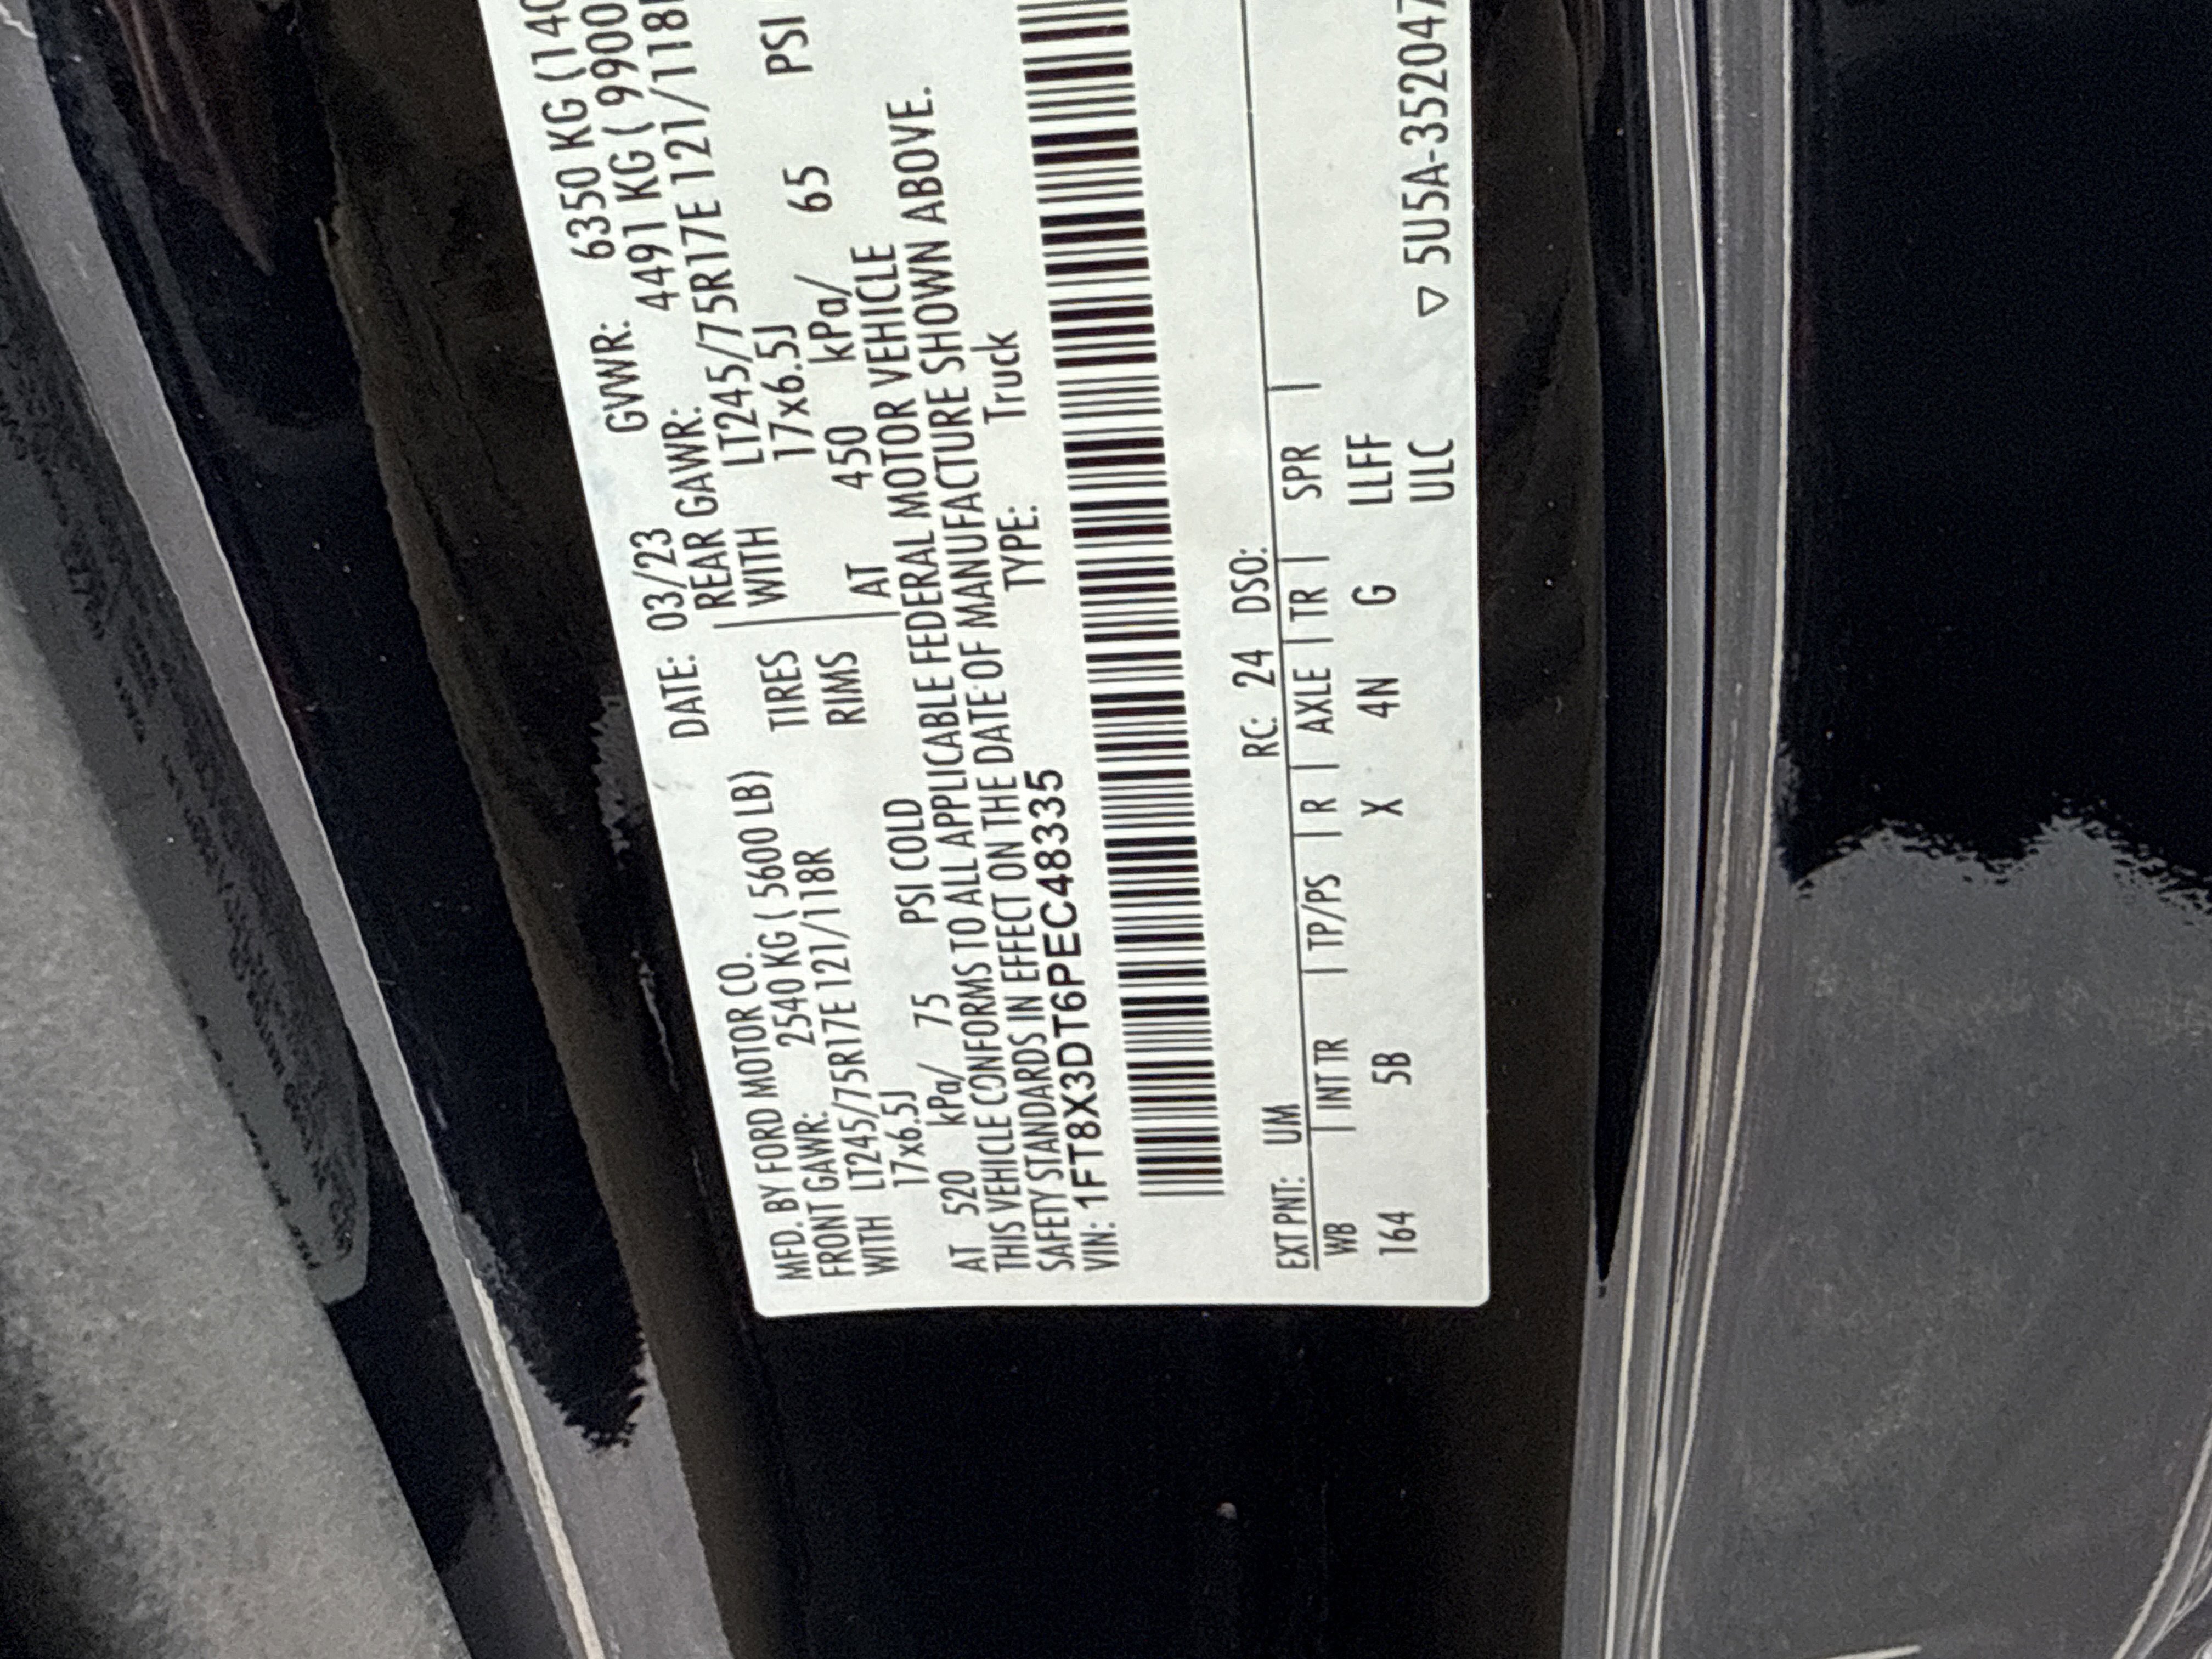 MFD. BY FORD MOTOR CO. DATE: 03/23 GVWR: 6350 KG (140
FRONT GAWR: 2540 KG ( 5600 LB) REAR GAWR: 4491 KG ( 9900
WITH LT245/75R17E 121/118R TIRES WITH LT245/75R17E 121/118
17x6.5J RIMS 17x6.5J
AT 520 kPa/ 75 PSI COLD AT 450 kPa/ 65 PSI
THIS VEHICLE CONFORMS TO ALL APPLICABLE FEDERAL MOTOR VEHICLE
SAFETY STANDARDS IN EFFECT ON THE DATE OF MANUFACTURE SHOWN ABOVE.
VIN: 1FT8X3DT6PEC48335 TYPE: Truck
EXT PNT: UM RC: 24 DSO:
WB | INT TR | TP/PS | R | AXLE | TR | SPR |
164 5B X 4N G LLFF
ULC ▽ 5U5A-352047